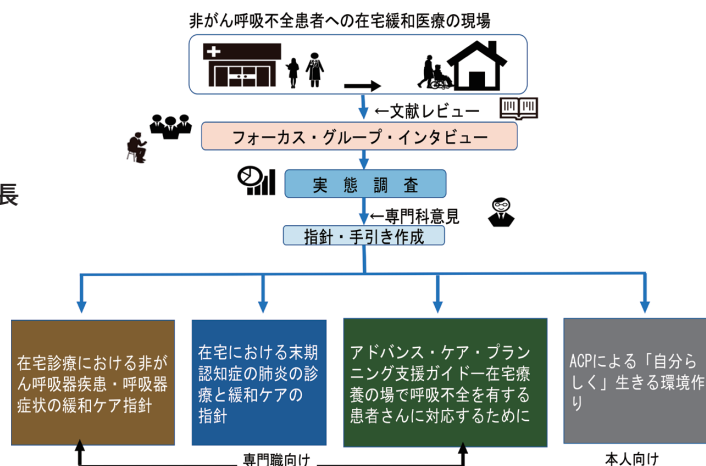 非がん呼吸不全患者への在宅緩和医療の現場
←文献レビュー
フォーカス・グループ・インタビュー
長
実態調査
←専門科意見
指針・手引き作成
在宅診療における非が
ん呼吸器疾患・呼吸器
症状の緩和ケア指針
在宅における末期
認知症の肺炎の診
療と緩和ケアの
指針
アドバンス・ケア・プラン
ニング支援ガイドー在宅療
養の場で呼吸不全を有する
患者さんに対応するために
ACPによる「自分ら
しく」生きる環境作
り
専門職向け
本人向け